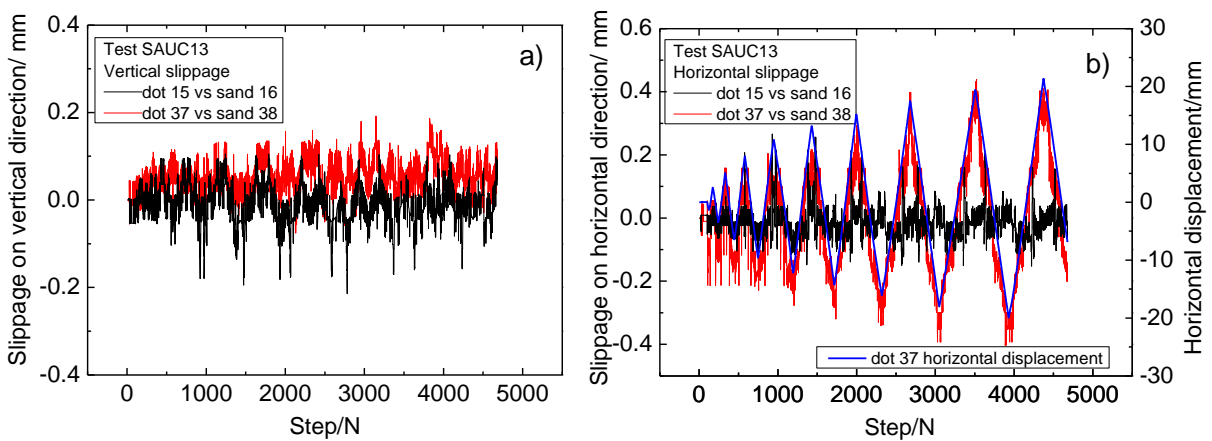 a)
Test SAUC13
Vertical slippage
dot 15 vs sand 16
dot 37 vs sand 38
Slippage on vertical direction/ mm
0.4
0.2
0.0
-0.2
-0.4
0 1000 2000 3000 4000 5000
Step/N
b)
Test SAUC13
Horizontal slippage
dot 15 vs sand 16
dot 37 vs sand 38
Slippage on horizontal direction/ mm
0.6
0.4
0.2
0.0
-0.2
-0.4
30
20
10
0
-10
-20
-30
Horizontal displacement/mm
dot 37 horizontal displacement
0 1000 2000 3000 4000 5000
Step/N